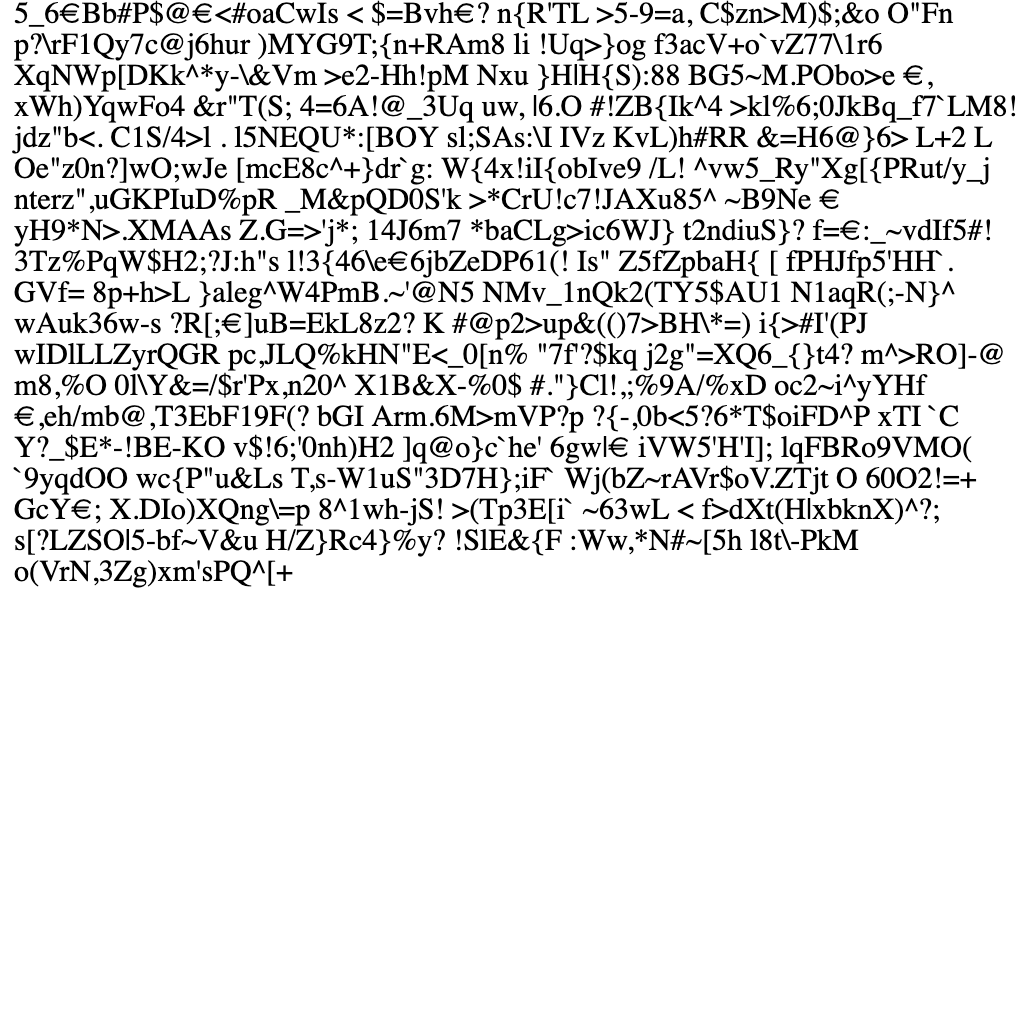 5_6€Bb#P$@€<#oaCwIs < $=Bvh€? n{R'TL >5-9=a, C$zn>M)$;&o O"Fn
p?\rF1Qy7c@j6hur )MYG9T;{n+RAm8 li !Uq>}og f3acV+o`vZ77\1r6
XqNWp[DKk^*y-\&Vm >e2-Hh!pM Nxu }H|H{S):88 BG5~M.PObo>e €,
xWh)YqwFo4 &r"T(S; 4=6A!@_3Uq uw, |6.O #!ZB{Ik^4 >kl%6;0JkBq_f7`LM8!
jdz"b<. C1S/4>l . l5NEQU*:[BOY sl;SAs:\I IVz KvL)h#RR &=H6@}6> L+2 L
Oe"z0n?]wO;wJe [mcE8c^+}dr`g: W{4x!iI{obIve9 /L! ^vw5_Ry"Xg[{PRut/y_j
nterz",uGKPIuD%pR _M&pQD0S'k >*CrU!c7!JAXu85^ ~B9Ne €
yH9*N>.XMAAs Z.G=>'j*; 14J6m7 *baCLg>ic6WJ} t2ndiuS}? f=€:_~vdIf5#!
3Tz%PqW$H2;?J:h"s l!3{46\e€6jbZeDP61(! Is" Z5fZpbaH{ [ fPHJfp5'HH`.
GVf= 8p+h>L }aleg^W4PmB.~'@N5 NMv_1nQk2(TY5$AU1 N1aqR(;-N}^
wAuk36w-s ?R[;€]uB=EkL8z2? K #@p2>up&(()7>BH\*=) i{>#I'(PJ
wIDlLLZyrQGR pc,JLQ%kHN"E<_0[n% "7f'?$kq j2g"=XQ6_{}t4? m^>RO]-@
m8,%O 0l\Y&=/$r'Px,n20^ X1B&X-%0$ #."}Cl!,;%9A/%xD oc2~i^yYHf
€,eh/mb@,T3EbF19F(? bGI Arm.6M>mVP?p ?{-,0b<5?6*T$oiFD^P xTI `C
Y?_$E*-!BE-KO v$!6;'0nh)H2 ]q@o}c`he' 6gw|€ iVW5'H'I]; lqFBRo9VMO(
`9yqdOO wc{P"u&Ls T,s-W1uS"3D7H};iF` Wj(bZ~rAVr$oV.ZTjt O 60O2!=+
GcY€; X.DIo)XQng\=p 8^1wh-jS! >(Tp3E[i` ~63wL < f>dXt(H|xbknX)^?;
s[?LZSO|5-bf~V&u H/Z}Rc4}%y? !SlE&{F :Ww,*N#~[5h l8t\-PkM
o(VrN,3Zg)xm'sPQ^[+